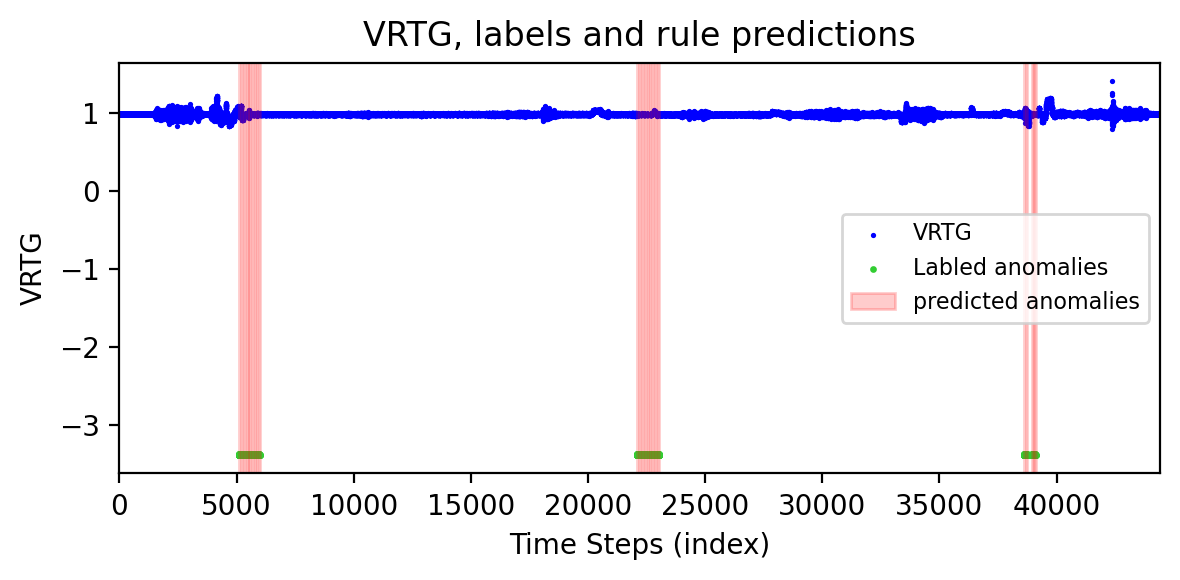 VRTG, labels and rule predictions
1
0
−1
−2
−3
VRTG
VRTG
Labled anomalies
predicted anomalies
0 5000 10000 15000 20000 25000 30000 35000 40000
Time Steps (index)